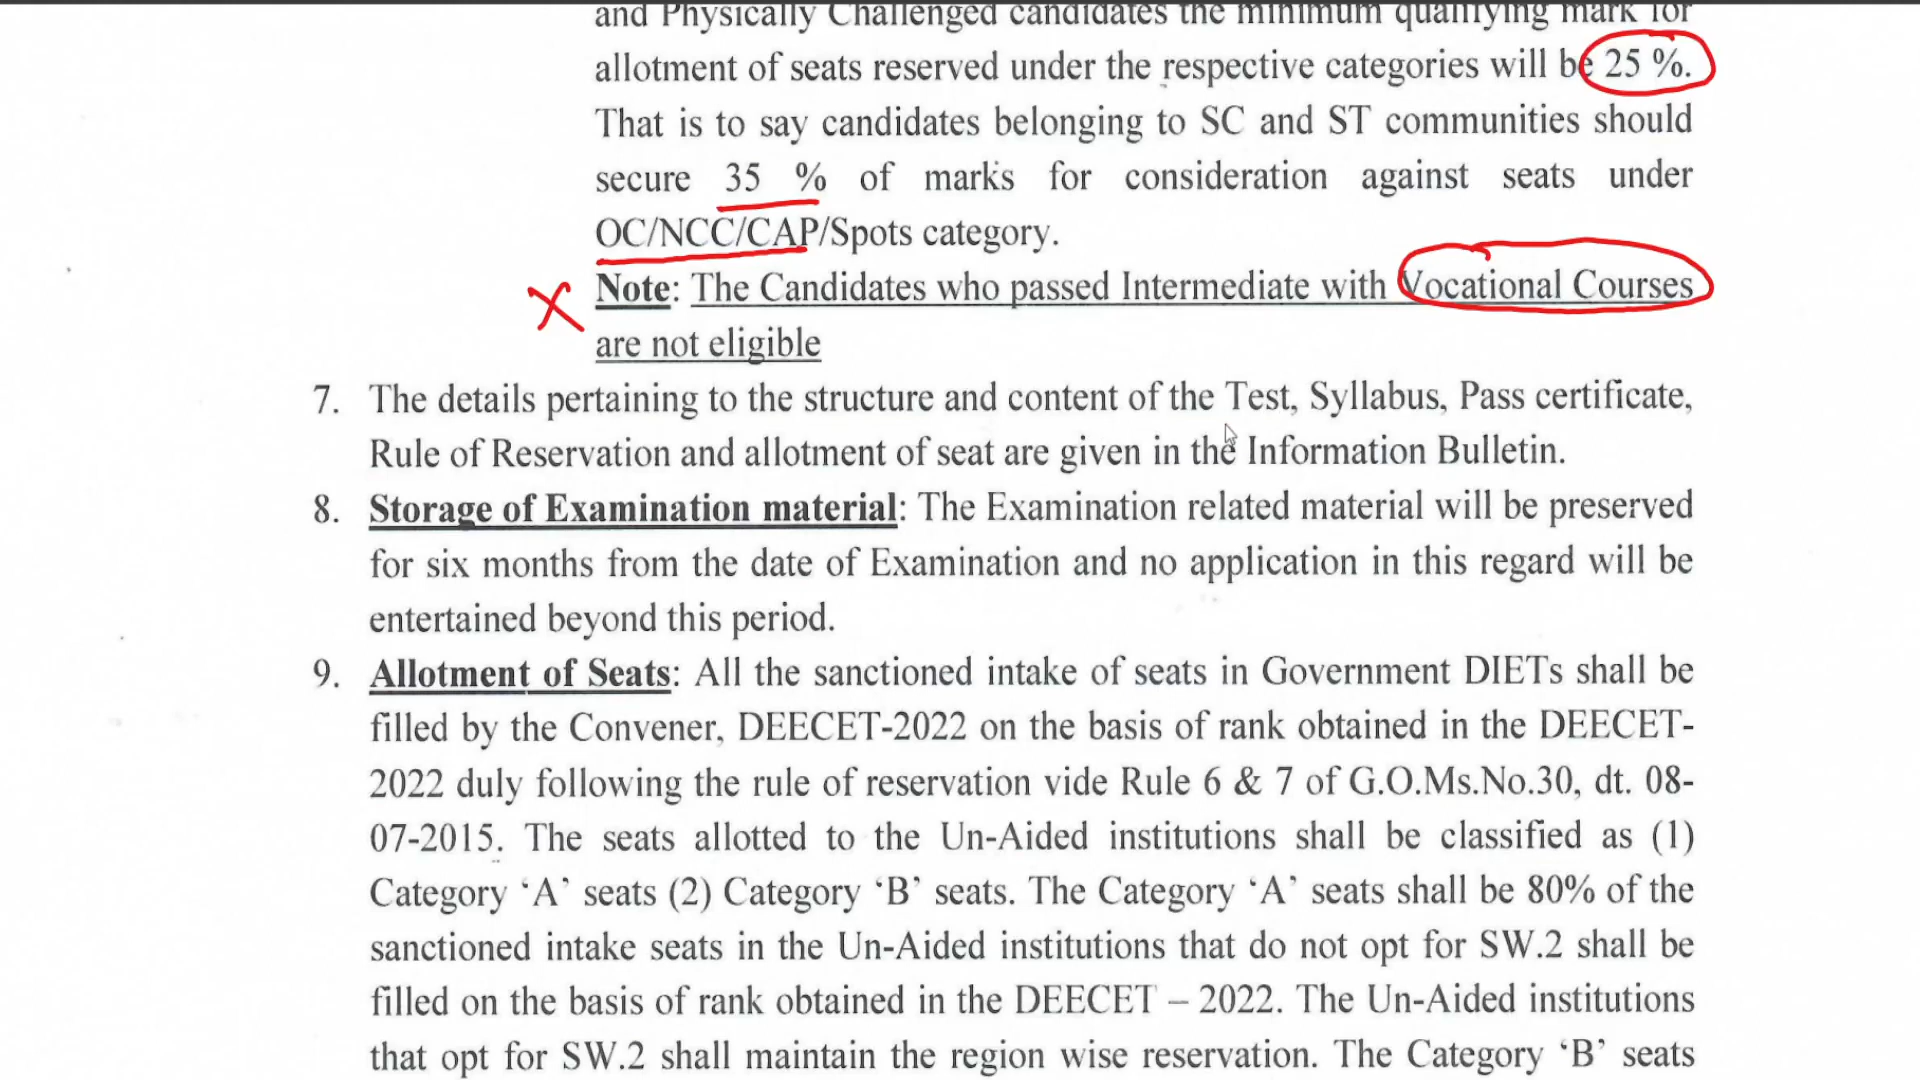 and Physically Challenged candidates the minimum qualifying mark for
allotment of seats reserved under the respective categories will be 25 %.
That is to say candidates belonging to SC and ST communities should
secure 35 % of marks for consideration against seats under
OC/NCC/CAP/Spots category.
Note: The Candidates who passed Intermediate with Vocational Courses
are not eligible
7. The details pertaining to the structure and content of the Test, Syllabus, Pass certificate,
Rule of Reservation and allotment of seat are given in the Information Bulletin.
8. Storage of Examination material: The Examination related material will be preserved
for six months from the date of Examination and no application in this regard will be
entertained beyond this period.
9. Allotment of Seats: All the sanctioned intake of seats in Government DIETs shall be
filled by the Convener, DEECET-2022 on the basis of rank obtained in the DEECET-
2022 duly following the rule of reservation vide Rule 6 & 7 of G.O.Ms.No.30, dt. 08-
07-2015. The seats allotted to the Un-Aided institutions shall be classified as (1)
Category ‘A’ seats (2) Category ‘B’ seats. The Category ‘A’ seats shall be 80% of the
sanctioned intake seats in the Un-Aided institutions that do not opt for SW.2 shall be
filled on the basis of rank obtained in the DEECET – 2022. The Un-Aided institutions
that opt for SW.2 shall maintain the region wise reservation. The Category ‘B’ seats